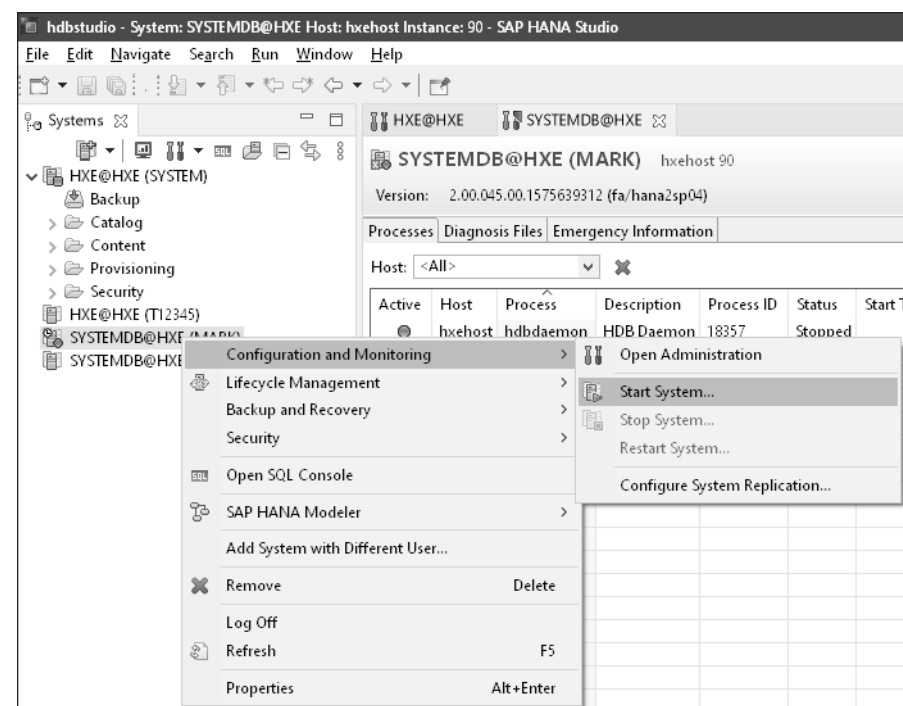 hdbstudio - System: SYSTEMDB@HXE Host: hxehost Instance: 90 - SAP HANA Studio
File Edit Navigate Search Run Window Help
Systems
HXE@HXE (SYSTEM)
Backup
Catalog
Content
Provisioning
Security
HXE@HXE (T12345)
SYSTEMDB@HXE (MARK)
SYSTEMDB@HXE
HXE@HXE SYSTEMDB@HXE
SYSTEMDB@HXE (MARK) hxehost 90
Version: 2.00.045.00.1575639312 (fa/hana2sp04)
Processes Diagnosis Files Emergency Information
Host: <All>
Active Host Process Description Process ID Status Start T
hxehost hdbdaemon HDB Daemon 18357 Stopped
Configuration and Monitoring
Lifecycle Management
Backup and Recovery
Security
SQL Open SQL Console
SAP HANA Modeler
Add System with Different User...
Remove Delete
Log Off
Refresh F5
Properties Alt+Enter
Open Administration
Start System...
Stop System...
Restart System...
Configure System Replication...